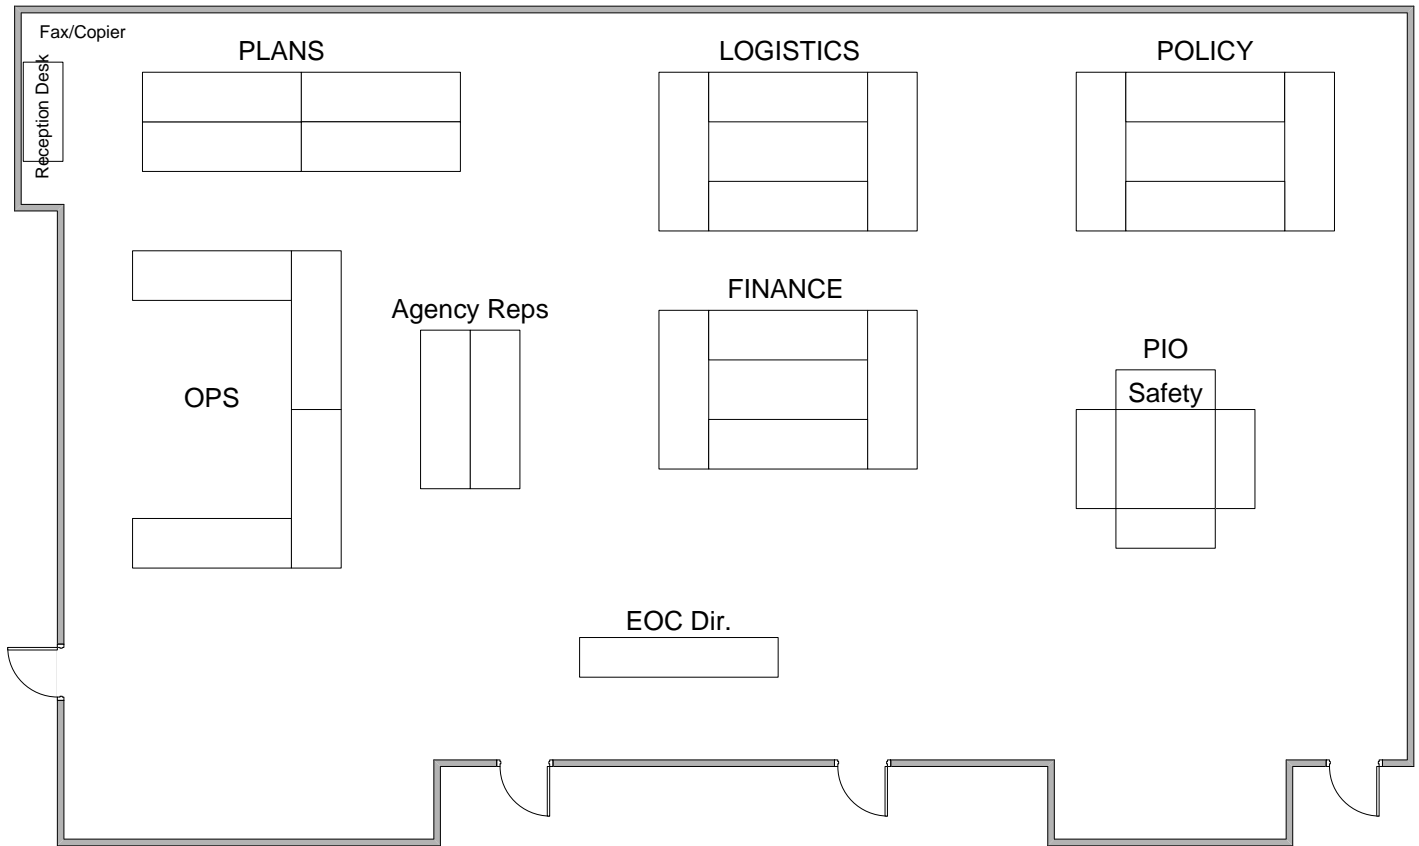 Fax/Copier
Reception Desk
PLANS
LOGISTICS
POLICY
Agency Reps
FINANCE
OPS
PIO
Safety
EOC Dir.